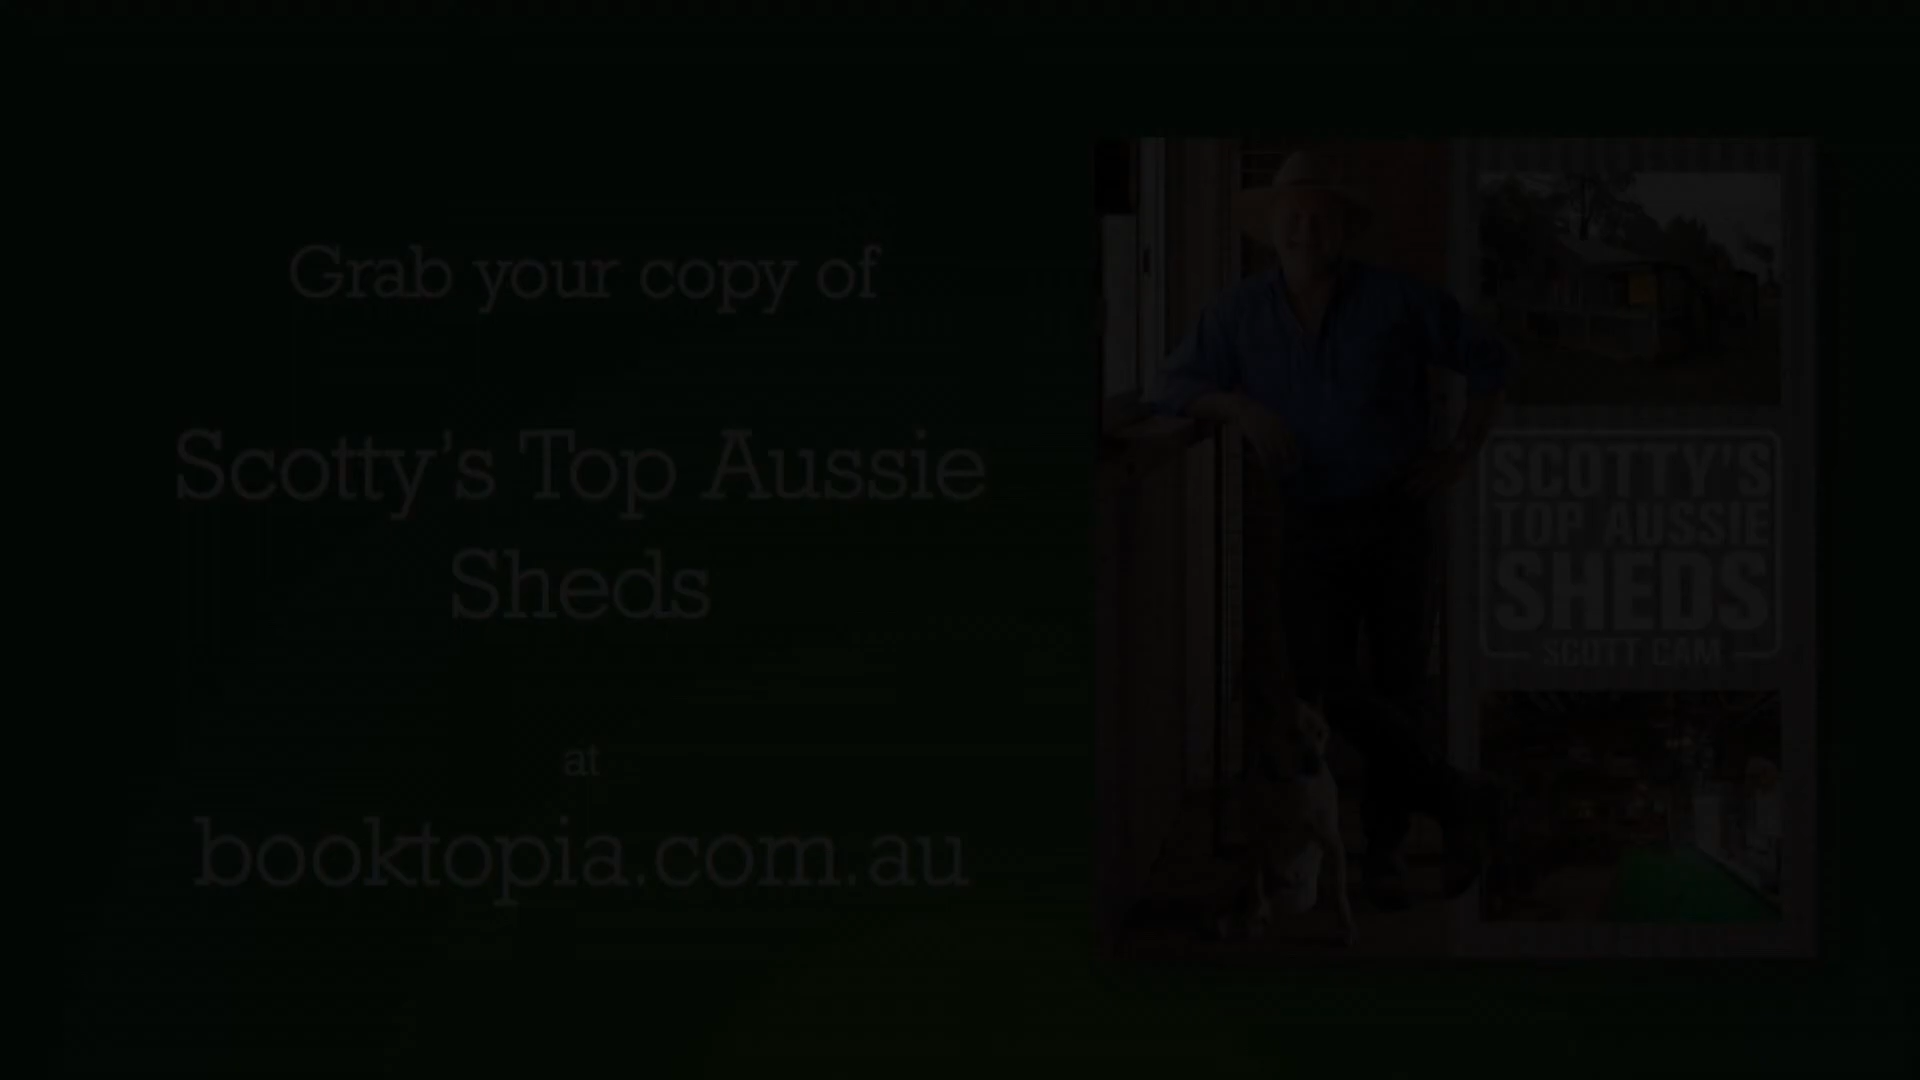 Grab your copy of
Scotty's Top Aussie
Sheds
at
booktopia.com.au
SCOTTY'S
TOP AUSSIE
SHEDS
SCOTT CAM